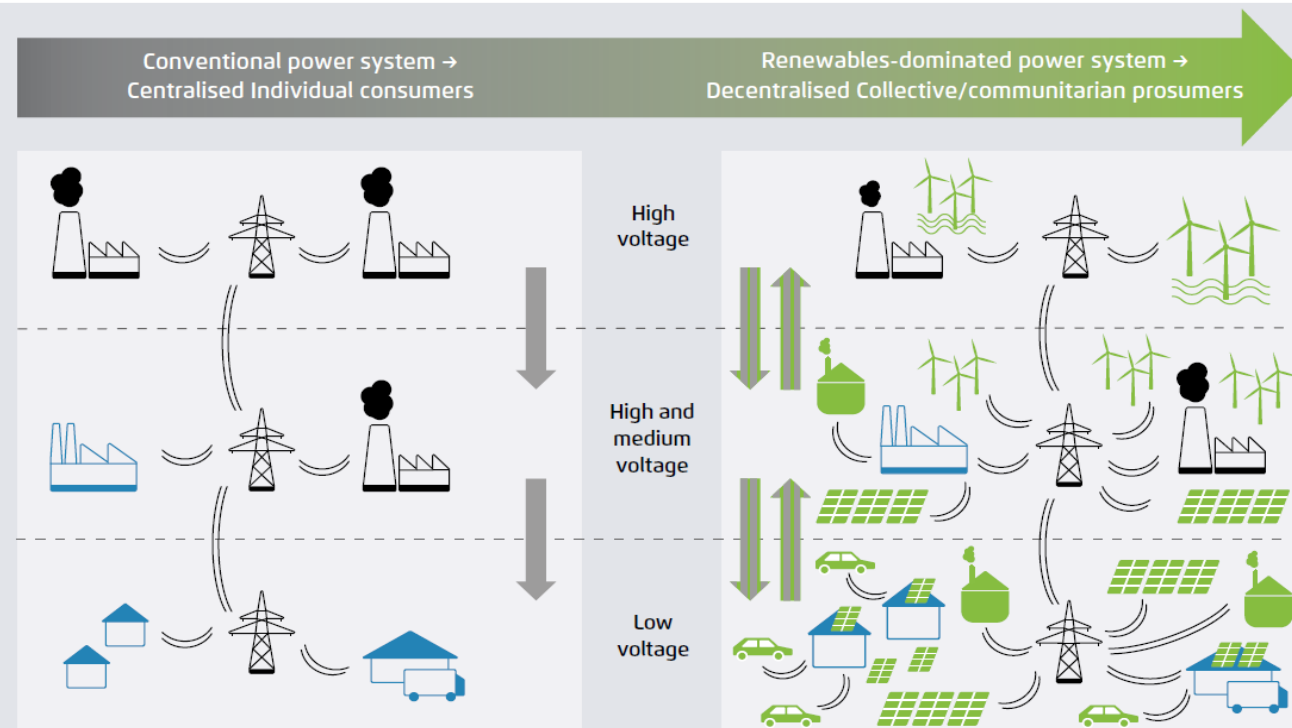 Conventional power system →
Centralised Individual consumers
Renewables-dominated power system →
Decentralised Collective/communitarian prosumers
High
voltage
High and
medium
voltage
Low
voltage